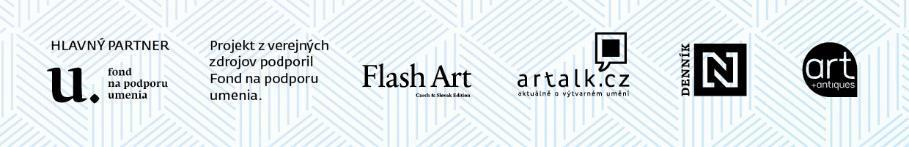 HLAVNÝ PARTNER
u.
fond
na podporu
umenia
Projekt z verejných
zdrojov podporil
Fond na podporu
umenia.
Flash Art
Czech & Slovak Edition
artalk.cz
aktuálně o výtvarném umění
DENNÍK
N
art
+antiques